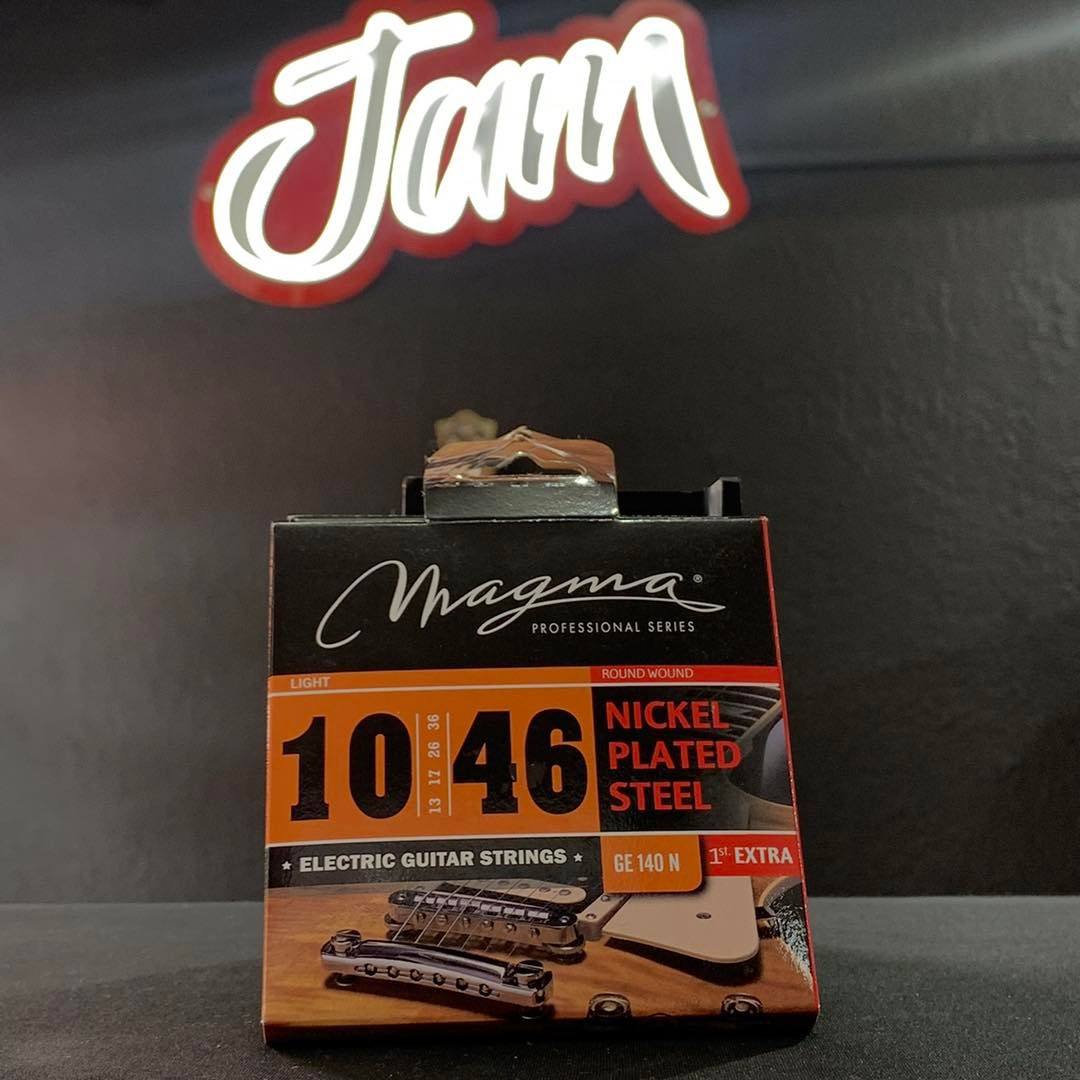 Jam
Magma®
PROFESSIONAL SERIES
LIGHT
ROUND WOUND
10 13 17 26 36 46
NICKEL
PLATED
STEEL
★ ELECTRIC GUITAR STRINGS ★
GE 140 N
1st. EXTRA